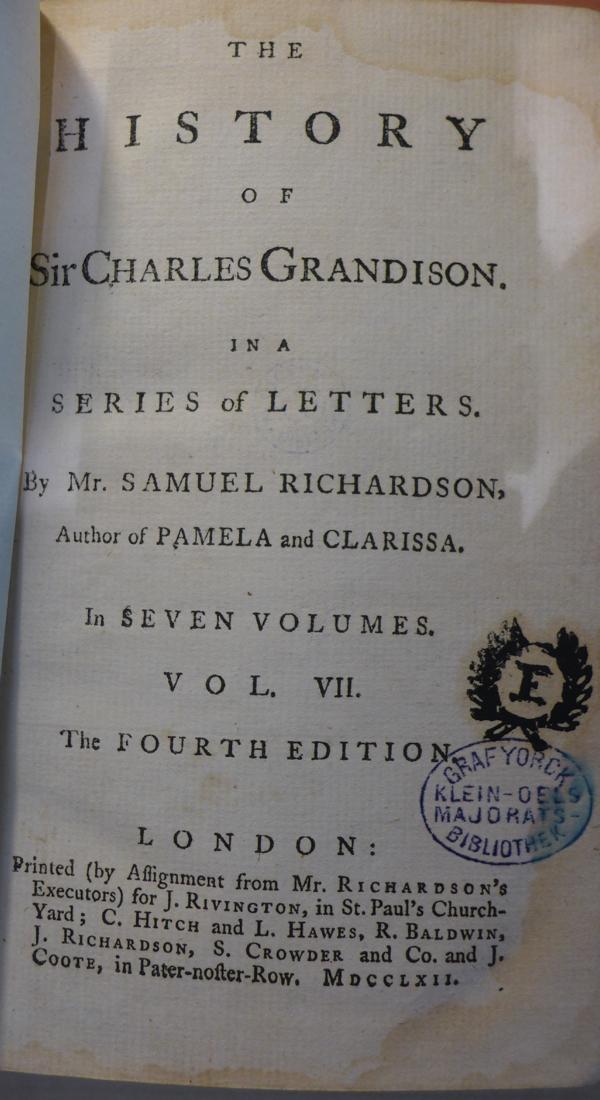 THE
HISTORY
OF
Sir CHARLES GRANDISON.
IN A
SERIES of LETTERS.
By Mr. SAMUEL RICHARDSON,
Author of PAMELA and CLARISSA.
In SEVEN VOLUMES.
VOL. VII.
The FOURTH EDITION.
LONDON:
Printed (by Aſſignment from Mr. RICHARDSON's
Executors) for J. RIVINGTON, in St. Paul's Church-
Yard; C. HITCH and L. HAWES, R. BALDWIN,
J. RICHARDSON, S. CROWDER and Co. and J.
COOTE, in Pater-noſter-Row. MDCCLXII.
GRAF YORCK
KLEIN-OELS
MAJORATS-
BIBLIOTHEK